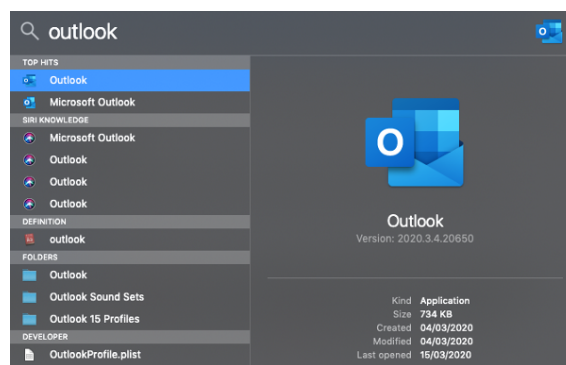 outlook
TOP HITS
Outlook
Microsoft Outlook
SIRI KNOWLEDGE
Microsoft Outlook
Outlook
Outlook
Outlook
DEFINITION
outlook
FOLDERS
Outlook
Outlook Sound Sets
Outlook 15 Profiles
DEVELOPER
OutlookProfile.plist
O
Outlook
Version: 2020.3.4.20650
Kind Application
Size 734 KB
Created 04/03/2020
Modified 04/03/2020
Last opened 15/03/2020